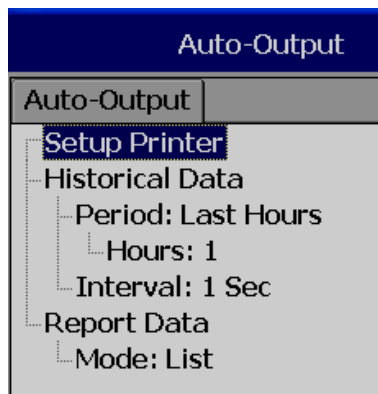 Auto-Output
Auto-Output
Setup Printer
Historical Data
Period: Last Hours
Hours: 1
Interval: 1 Sec
Report Data
Mode: List